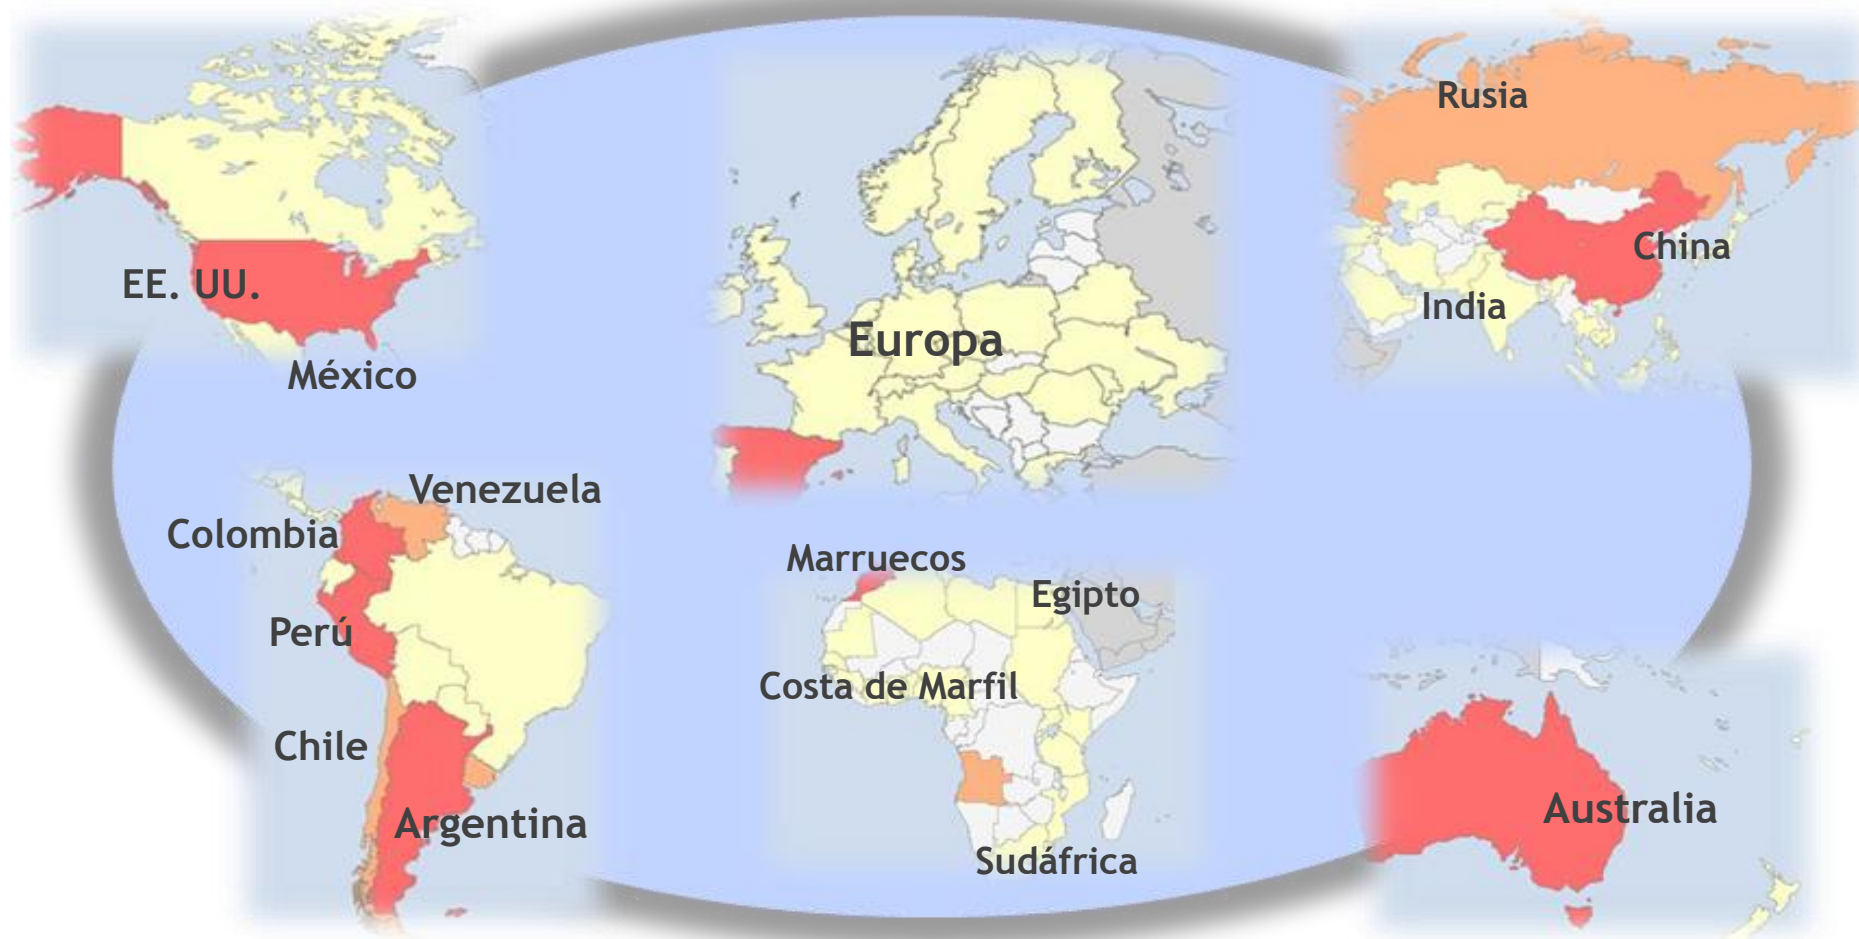 EE. UU.
México
Europa
Rusia
China
India
Venezuela
Colombia
Perú
Chile
Argentina
Marruecos
Egipto
Costa de Marfil
Sudáfrica
Australia